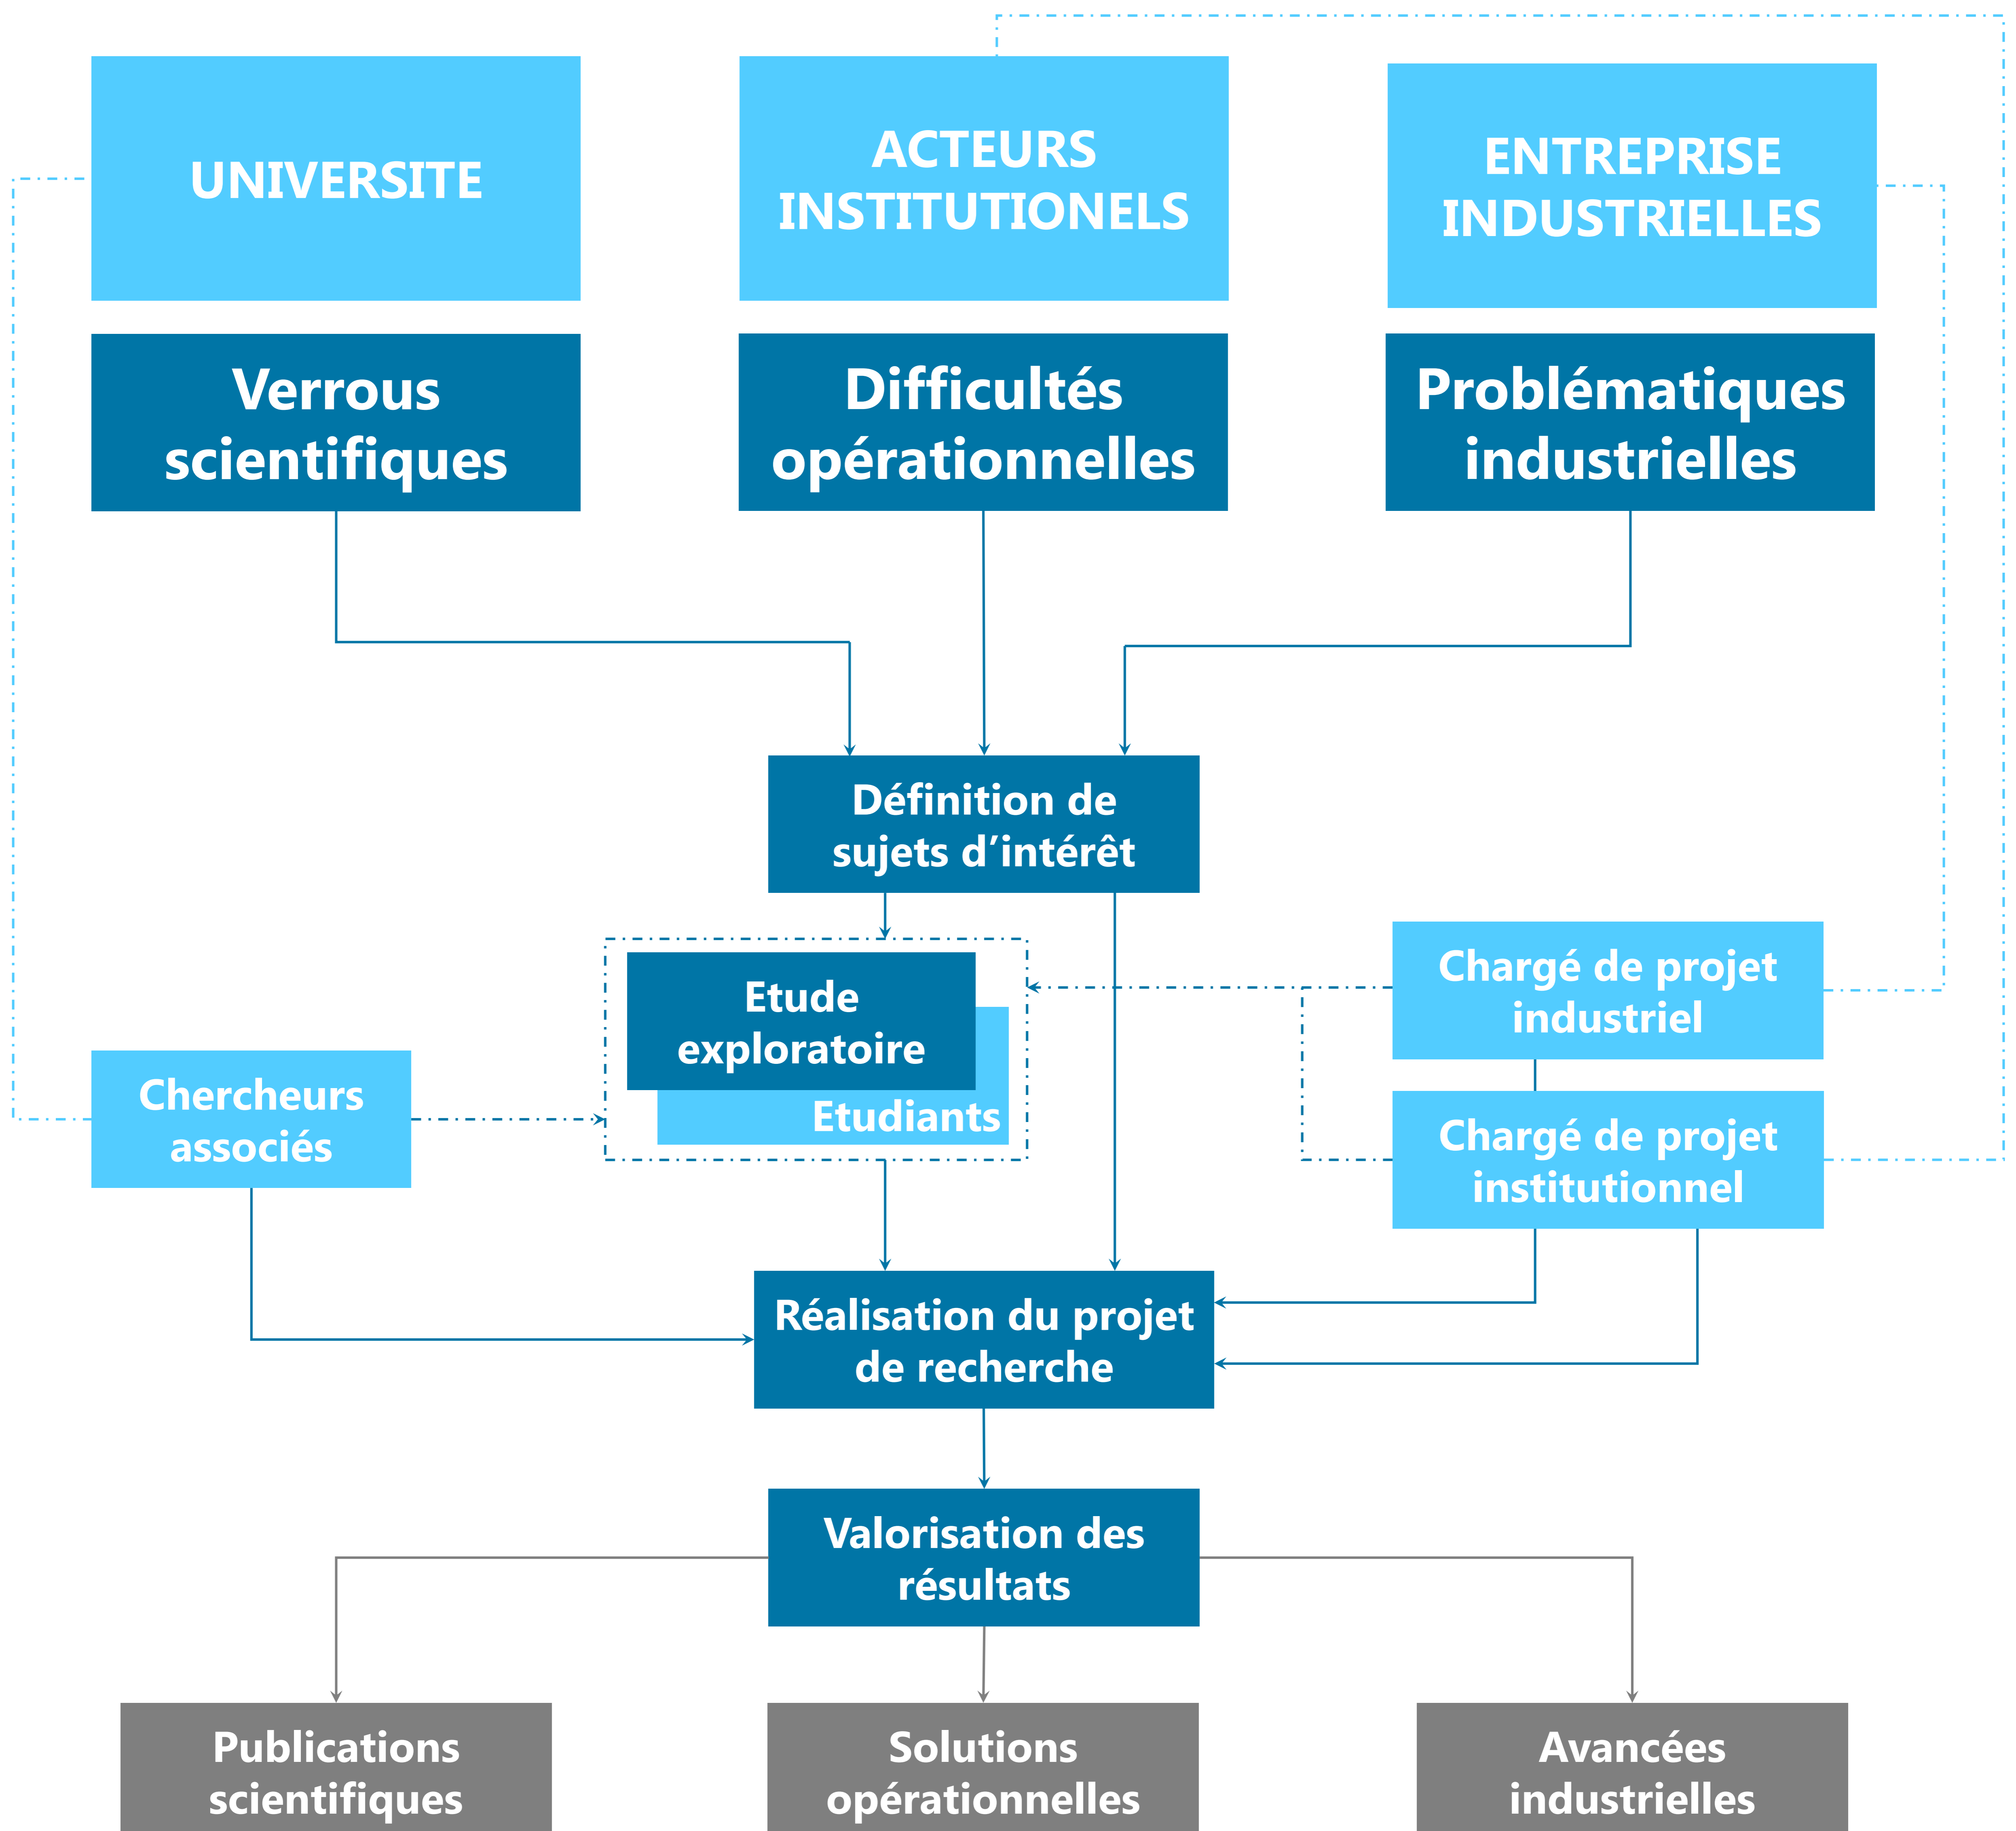 UNIVERSITE
ACTEURS
INSTITUTIONELS
ENTREPRISE
INDUSTRIELLES
Verrous
scientifiques
Difficultés
opérationnelles
Problématiques
industrielles
Définition de
sujets d’intérêt
Etude
exploratoire
Etudiants
Chargé de projet
industriel
Chercheurs
associés
Chargé de projet
institutionnel
Réalisation du projet
de recherche
Valorisation des
résultats
Publications
scientifiques
Solutions
opérationnelles
Avancées
industrielles